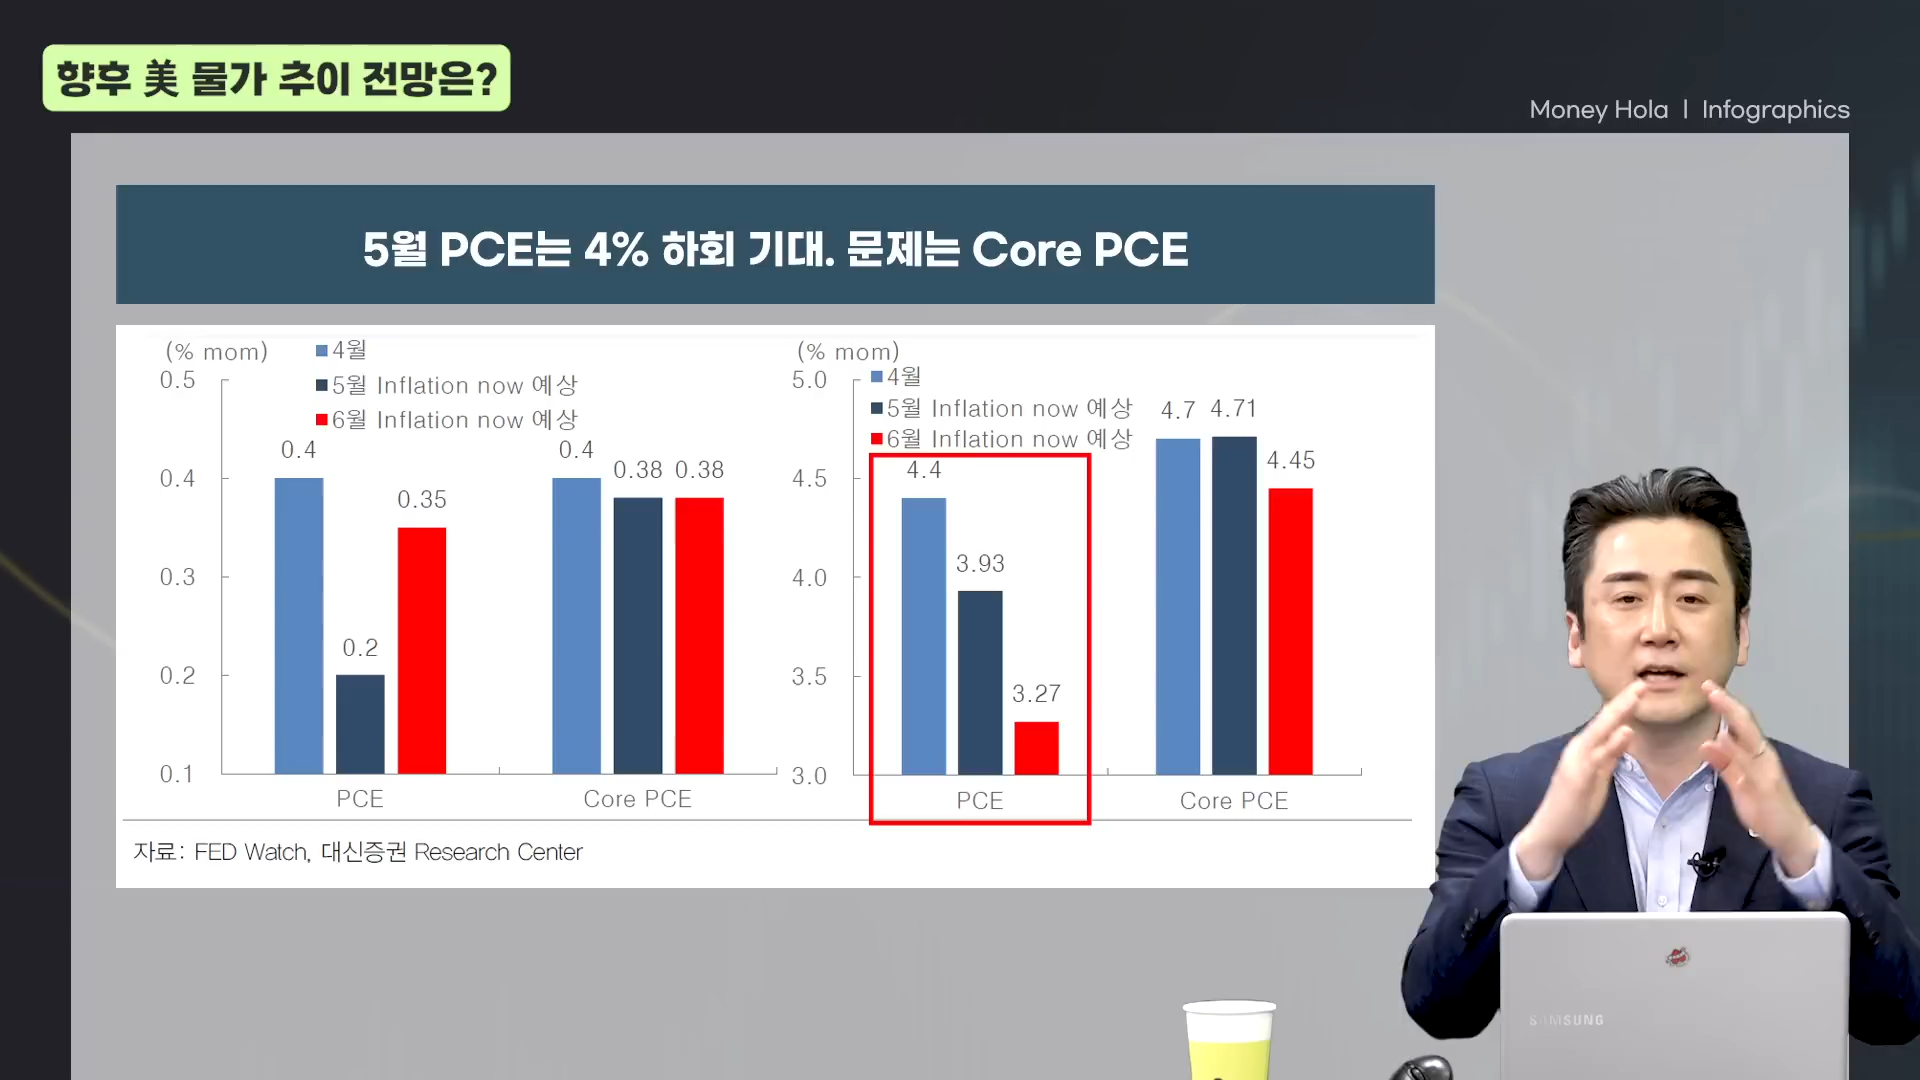 향후 美 물가 추이 전망은?
Money Hola | Infographics
5월 PCE는 4% 하회 기대. 문제는 Core PCE
(% mom)
4월
5월 Inflation now 예상
6월 Inflation now 예상
0.5
0.4
0.3
0.2
0.1
0.4
0.2
0.35
0.4
0.38
0.38
PCE
Core PCE
(% mom)
4월
5월 Inflation now 예상
6월 Inflation now 예상
5.0
4.5
4.0
3.5
3.0
4.4
3.93
3.27
4.7
4.71
4.45
PCE
Core PCE
자료: FED Watch, 대신증권 Research Center
SAMSUNG